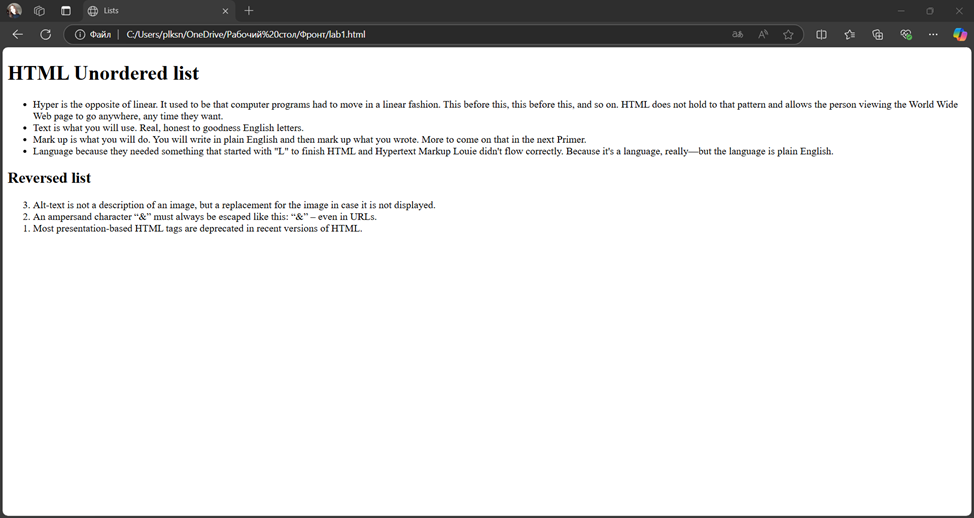 Lists
Файл
C:/Users/plksn/OneDrive/Рабочий%20стол/Фронт/lab1.html
HTML Unordered list
• Hyper is the opposite of linear. It used to be that computer programs had to move in a linear fashion. This before this, this before this, and so on. HTML does not hold to that pattern and allows the person viewing the World Wide
Web page to go anywhere, any time they want.
• Text is what you will use. Real, honest to goodness English letters.
• Mark up is what you will do. You will write in plain English and then mark up what you wrote. More to come on that in the next Primer.
• Language because they needed something that started with "L" to finish HTML and Hypertext Markup Louie didn't flow correctly. Because it's a language, really—but the language is plain English.
Reversed list
3. Alt-text is not a description of an image, but a replacement for the image in case it is not displayed.
2. An ampersand character “&” must always be escaped like this: “&” – even in URLs.
1. Most presentation-based HTML tags are deprecated in recent versions of HTML.